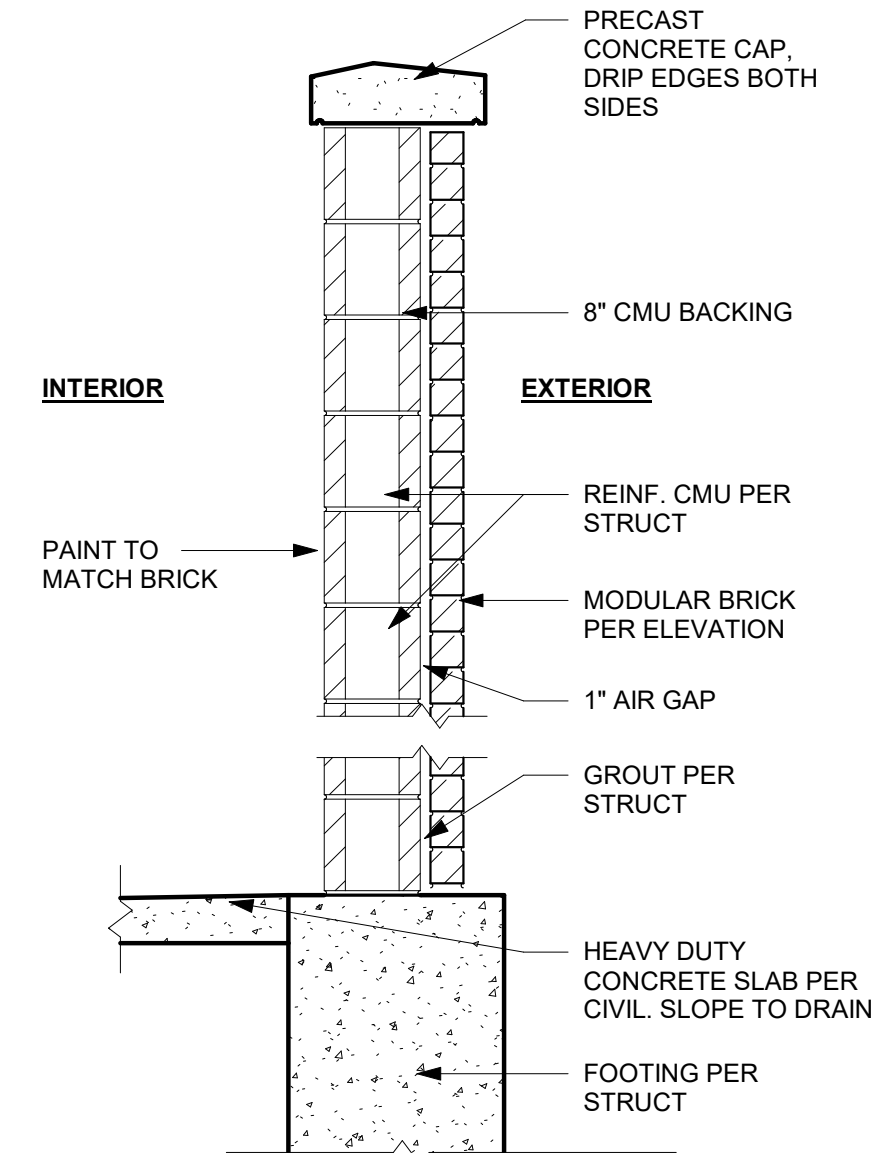 PRECAST
CONCRETE CAP,
DRIP EDGES BOTH
SIDES
8" CMU BACKING
INTERIOR
EXTERIOR
REINF. CMU PER
STRUCT
PAINT TO
MATCH BRICK
MODULAR BRICK
PER ELEVATION
1" AIR GAP
GROUT PER
STRUCT
HEAVY DUTY
CONCRETE SLAB PER
CIVIL. SLOPE TO DRAIN
FOOTING PER
STRUCT